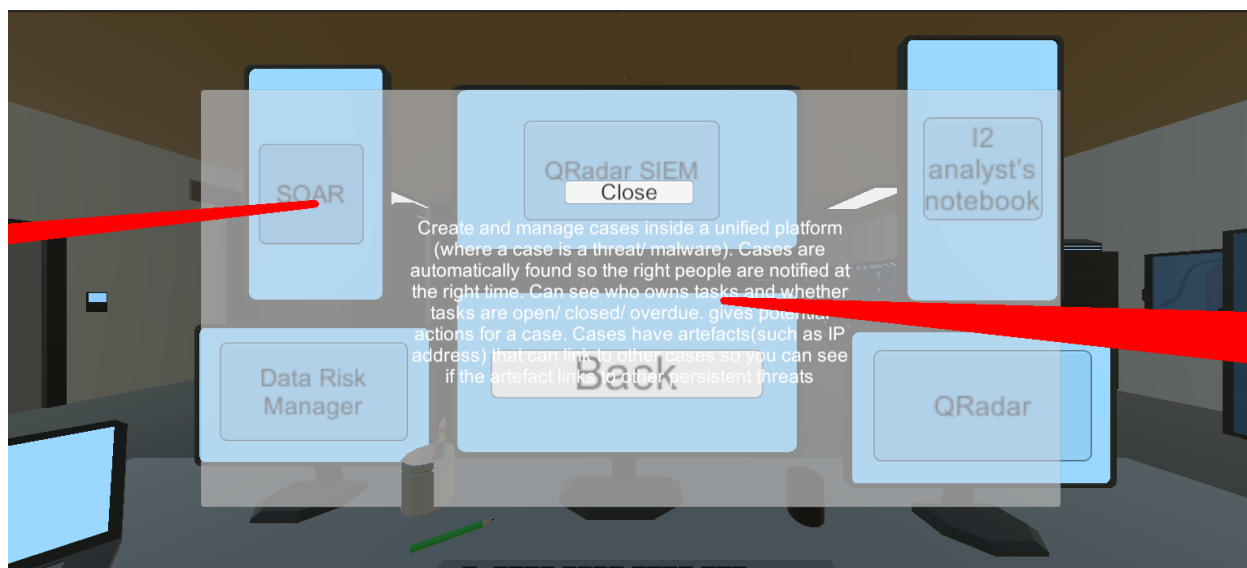 SOAR
QRadar SIEM
Close
I2
analyst's
notebook
Create and manage cases inside a unified platform
(where a case is a threat/ malware). Cases are
automatically found so the right people are notified at
the right time. Can see who owns tasks and whether
tasks are open/ closed/ overdue. gives potential
actions for a case. Cases have artefacts(such as IP
address) that can link to other cases so you can see
if the artefact links to other persistent threats
Data Risk
Manager
Back
QRadar